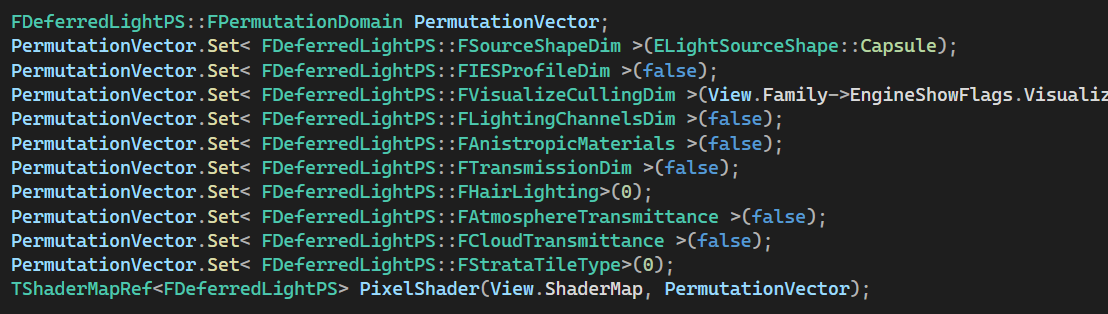 FDeferredLightPS::FPermutationDomain PermutationVector;
PermutationVector.Set< FDeferredLightPS::FSourceShapeDim >(ELightSourceShape::Capsule);
PermutationVector.Set< FDeferredLightPS::FIESProfileDim >(false);
PermutationVector.Set< FDeferredLightPS::FVisualizeCullingDim >(View.Family->EngineShowFlags.Visualiz
PermutationVector.Set< FDeferredLightPS::FLightingChannelsDim >(false);
PermutationVector.Set< FDeferredLightPS::FAnistropicMaterials >(false);
PermutationVector.Set< FDeferredLightPS::FTransmissionDim >(false);
PermutationVector.Set< FDeferredLightPS::FHairLighting>(0);
PermutationVector.Set< FDeferredLightPS::FAtmosphereTransmittance >(false);
PermutationVector.Set< FDeferredLightPS::FCloudTransmittance >(false);
PermutationVector.Set< FDeferredLightPS::FStrataTileType>(0);
TShaderMapRef<FDeferredLightPS> PixelShader(View.ShaderMap, PermutationVector);